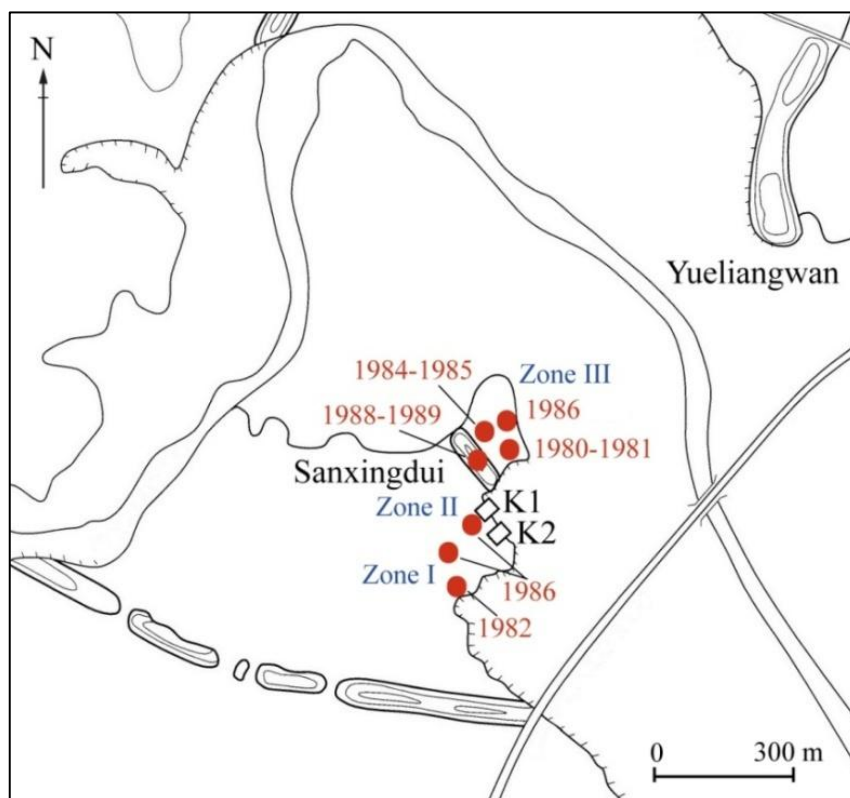 N
Yueliangwan
1984-1985
Zone III
1986
1988-1989
1980-1981
Sanxingdui
K1
Zone II
K2
Zone I
1986
1982
0 300 m